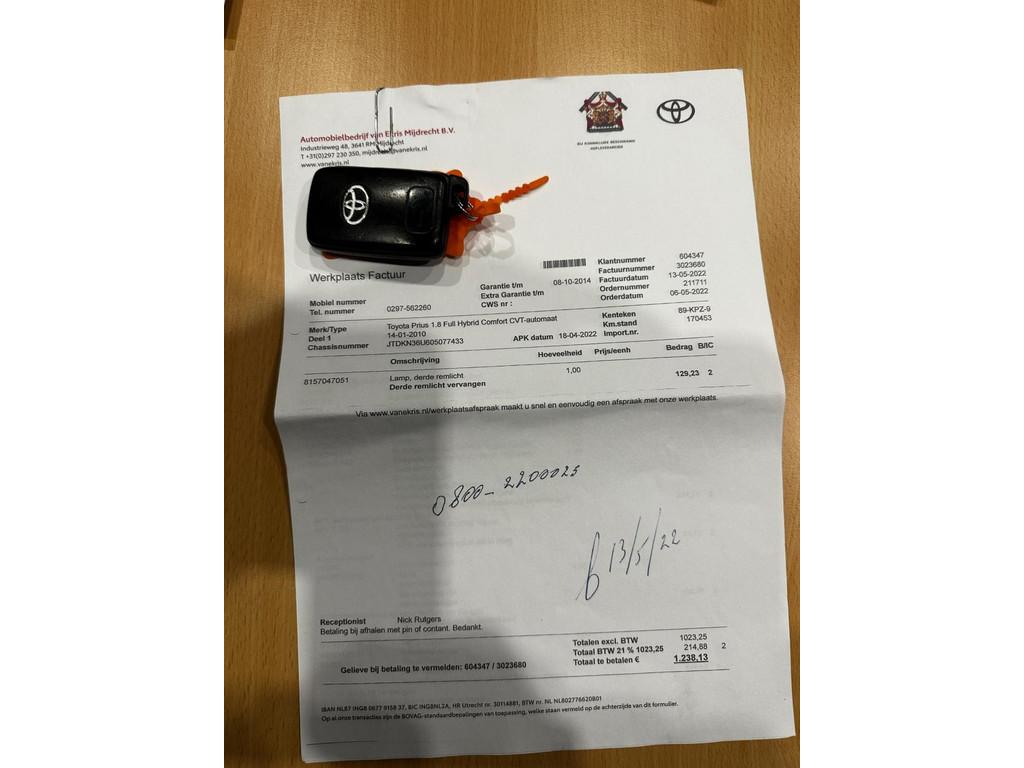 Automobielbedrijf van Ekris Mijdrecht B.V.
Industrieweg 48, 3641 RM Mijdrecht
T +31(0)297 230 350, mijdrecht@vanekris.nl
www.vanekris.nl
BIJ KONINKLIJKE BESCHIKKING
HOFLEVERANCIER
Werkplaats Factuur
Mobiel nummer
Tel. nummer 0297-562260
Garantie t/m 08-10-2014
Extra Garantie t/m
CWS nr :
Klantnummer 604347
Factuurnummer 3023680
Factuurdatum 13-05-2022
Ordernummer 211711
Orderdatum 06-05-2022
Merk/Type Toyota Prius 1.8 Full Hybrid Comfort CVT-automaat Kenteken 89-KPZ-9
Deel 1 14-01-2010 Km.stand 170453
Chassisnummer JTDKN36U605077433 APK datum 18-04-2022 Import.nr.
Omschrijving Hoeveelheid Prijs/eenh Bedrag B/C
8157047051 Lamp, derde remlicht 1,00
Derde remlicht vervangen 129,23 2
Via www.vanekris.nl/werkplaatsafspraak maakt u snel en eenvoudig een afspraak met onze werkplaats.
0800-2200025
13/5/22
Receptionist Nick Rutgers
Betaling bij afhalen met pin of contant. Bedankt.
Totalen excl. BTW 1023,25
Totaal BTW 21 % 1023,25 214,88 2
Totaal te betalen € 1.238,13
Gelieve bij betaling te vermelden: 604347 / 3023680
IBAN NL87 INGB 0677 9158 37, BIC INGBNL2A, HR Utrecht nr. 30114881, BTW nr. NL NL802776620B01
Op al onze transacties zijn de BOVAG-standaardbepalingen van toepassing, welke staan vermeld op de achterzijde van dit formulier.